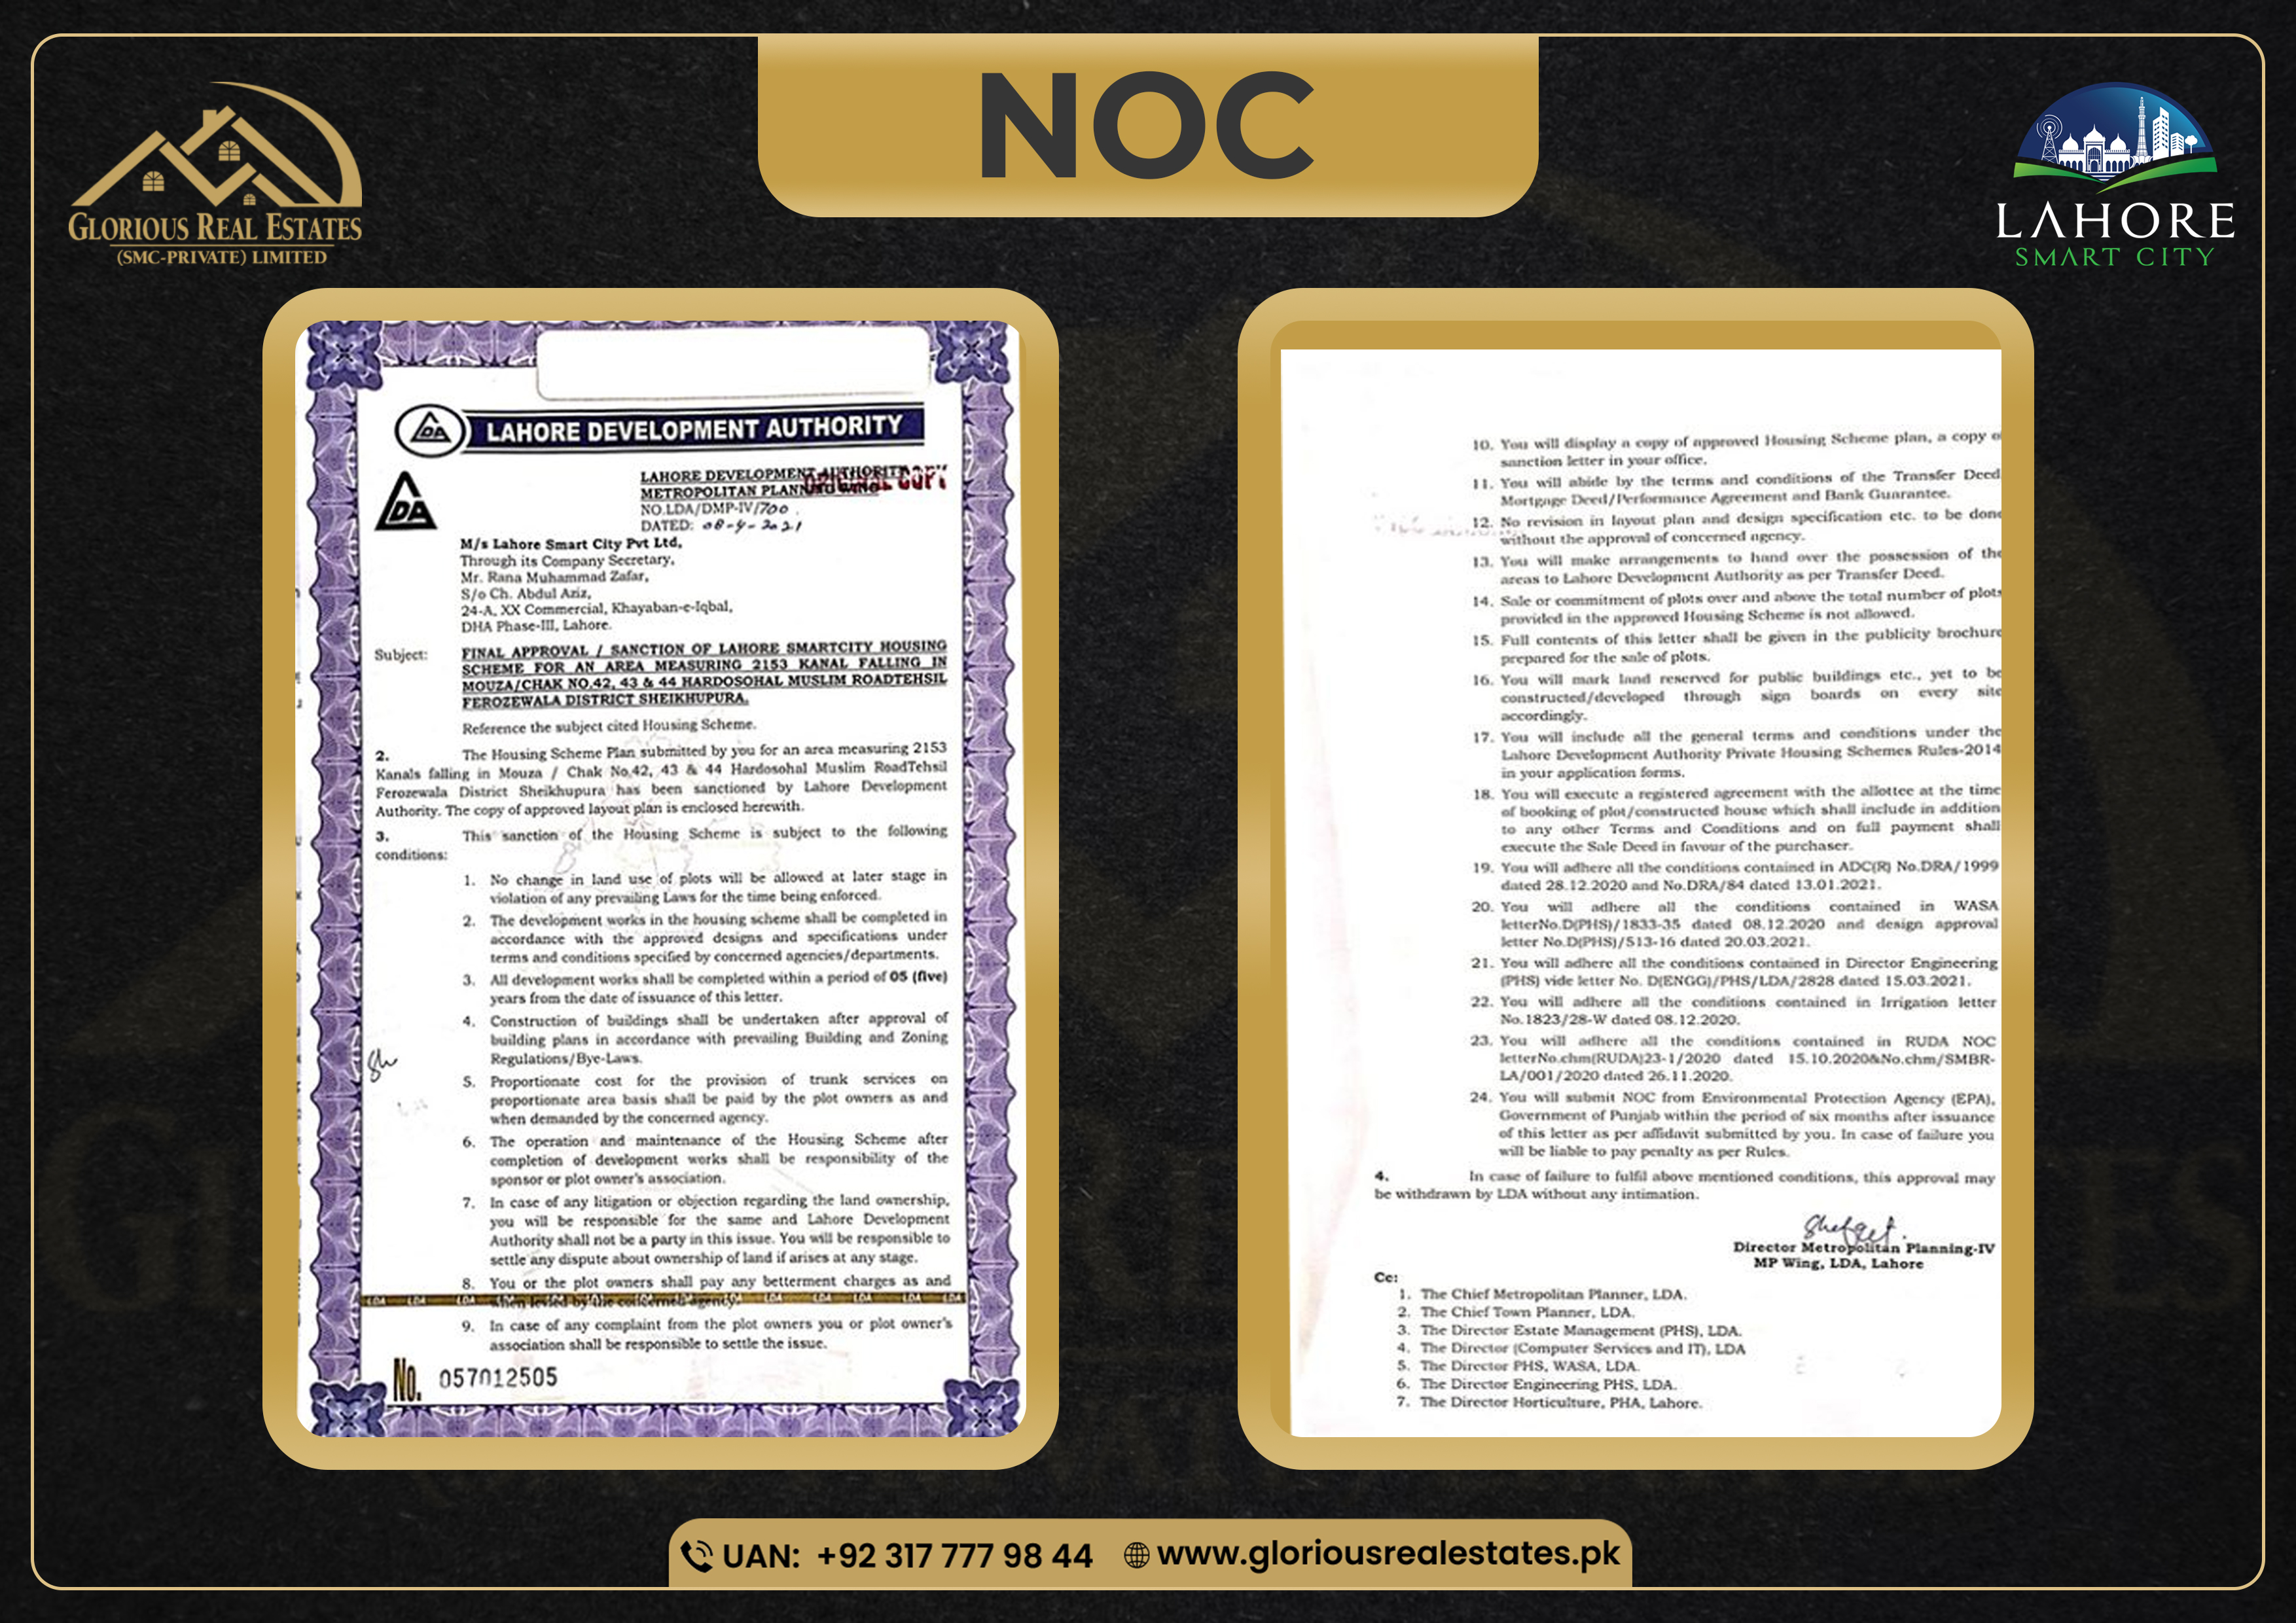 NOC
GLORIOUS REAL ESTATES
(SMC-PRIVATE) LIMITED
LAHORE
SMART CITY
LDA
LAHORE DEVELOPMENT AUTHORITY
LDA
LAHORE DEVELOPMENT AUTHORITY
ORIGINAL COPY
METROPOLITAN PLANNING WING
NO.LDA/DMP-IV/700
DATED: 08-4-2021
M/s Lahore Smart City Pvt Ltd,
Through its Company Secretary,
Mr. Rana Muhammad Zafar,
S/o Ch. Abdul Aziz,
24-A, XX Commercial, Khayaban-e-Iqbal,
DHA Phase-III, Lahore.
Subject: FINAL APPROVAL / SANCTION OF LAHORE SMARTCITY HOUSING
SCHEME FOR AN AREA MEASURING 2153 KANAL FALLING IN
MOUZA/CHAK NO.42, 43 & 44 HARDOSOHAL MUSLIM ROADTEHSIL
FEROZEWALA DISTRICT SHEIKHUPURA.
Reference the subject cited Housing Scheme.
2. The Housing Scheme Plan submitted by you for an area measuring 2153
Kanals falling in Mouza / Chak No.42, 43 & 44 Hardosohal Muslim RoadTehsil
Ferozewala District Sheikhupura has been sanctioned by Lahore Development
Authority. The copy of approved layout plan is enclosed herewith.
3. This sanction of the Housing Scheme is subject to the following
conditions:
1. No change in land use of plots will be allowed at later stage in
violation of any prevailing Laws for the time being enforced.
2. The development works in the housing scheme shall be completed in
accordance with the approved designs and specifications under
terms and conditions specified by concerned agencies/departments.
3. All development works shall be completed within a period of 05 (five)
years from the date of issuance of this letter.
4. Construction of buildings shall be undertaken after approval of
building plans in accordance with prevailing Building and Zoning
Regulations/Bye-Laws.
5. Proportionate cost for the provision of trunk services on
proportionate area basis shall be paid by the plot owners as and
when demanded by the concerned agency.
6. The operation and maintenance of the Housing Scheme after
completion of development works shall be responsibility of the
sponsor or plot owner's association.
7. In case of any litigation or objection regarding the land ownership,
you will be responsible for the same and Lahore Development
Authority shall not be a party in this issue. You will be responsible to
settle any dispute about ownership of land if arises at any stage.
8. You or the plot owners shall pay any betterment charges as and
when levied by the concerned agency.
LDA LDA LDA LDA LDA LDA LDA LDA LDA LDA
9. In case of any complaint from the plot owners you or plot owner's
association shall be responsible to settle the issue.
No. 057012505
10. You will display a copy of approved Housing Scheme plan, a copy o
sanction letter in your office.
11. You will abide by the terms and conditions of the Transfer Deed
Mortgage Deed/Performance Agreement and Bank Guarantee.
12. No revision in layout plan and design specification etc. to be done
without the approval of concerned agency.
13. You will make arrangements to hand over the possession of the
areas to Lahore Development Authority as per Transfer Deed.
14. Sale or commitment of plots over and above the total number of plots
provided in the approved Housing Scheme is not allowed.
15. Full contents of this letter shall be given in the publicity brochure
prepared for the sale of plots.
16. You will mark land reserved for public buildings etc., yet to be
constructed/developed through sign boards on every site
accordingly.
17. You will include all the general terms and conditions under the
Lahore Development Authority Private Housing Schemes Rules-2014
in your application forms.
18. You will execute a registered agreement with the allottee at the time
of booking of plot/constructed house which shall include in addition
to any other Terms and Conditions and on full payment shall
execute the Sale Deed in favour of the purchaser.
19. You will adhere all the conditions contained in ADC(R) No.DRA/1999
dated 28.12.2020 and No.DRA/84 dated 13.01.2021.
20. You will adhere all the conditions contained in WASA
letterNo.D(PHS)/1833-35 dated 08.12.2020 and design approval
letter No.D(PHS)/513-16 dated 20.03.2021.
21. You will adhere all the conditions contained in Director Engineering
(PHS) vide letter No. D(ENGG)/PHS/LDA/2828 dated 15.03.2021.
22. You will adhere all the conditions contained in Irrigation letter
No.1823/28-W dated 08.12.2020.
23. You will adhere all the conditions contained in RUDA NOC
letterNo.chm(RUDA)23-1/2020 dated 15.10.2020&No.chm/SMBR-
LA/001/2020 dated 26.11.2020.
24. You will submit NOC from Environmental Protection Agency (EPA),
Government of Punjab within the period of six months after issuance
of this letter as per affidavit submitted by you. In case of failure you
will be liable to pay penalty as per Rules.
4. In case of failure to fulfil above mentioned conditions, this approval may
be withdrawn by LDA without any intimation.
Director Metropolitan Planning-IV
MP Wing, LDA, Lahore
Cc:
1. The Chief Metropolitan Planner, LDA.
2. The Chief Town Planner, LDA.
3. The Director Estate Management (PHS), LDA.
4. The Director (Computer Services and IT), LDA
5. The Director PHS, WASA, LDA.
6. The Director Engineering PHS, LDA.
7. The Director Horticulture, PHA, Lahore.
UAN: +92 317 777 98 44 www.gloriousrealestates.pk